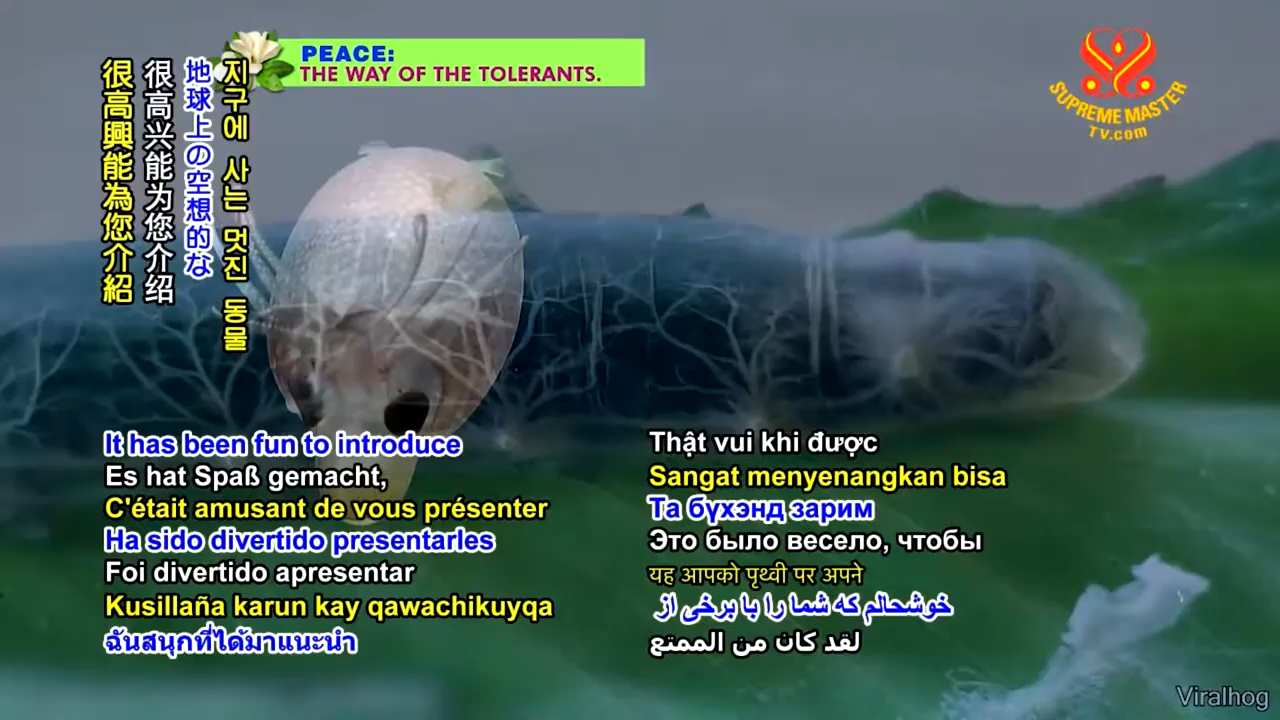 PEACE:
THE WAY OF THE TOLERANTS.
SUPREME MASTER
TV.com
지구에 사는 멋진 동물
地球上の空想的な
很高兴能为您介绍
很高興能為您介紹
It has been fun to introduce
Es hat Spaß gemacht,
C'était amusant de vous présenter
Ha sido divertido presentarles
Foi divertido apresentar
Kusillaña karun kay qawachikuyqa
ฉันสนุกที่ได้มาแนะนำ
Thật vui khi được
Sangat menyenangkan bisa
Та бүхэнд зарим
Это было весело, чтобы
यह आपको पृथ्वी पर अपने
خوشحالم که شما را با برخی از
لقد كان من الممتع
Viralhog